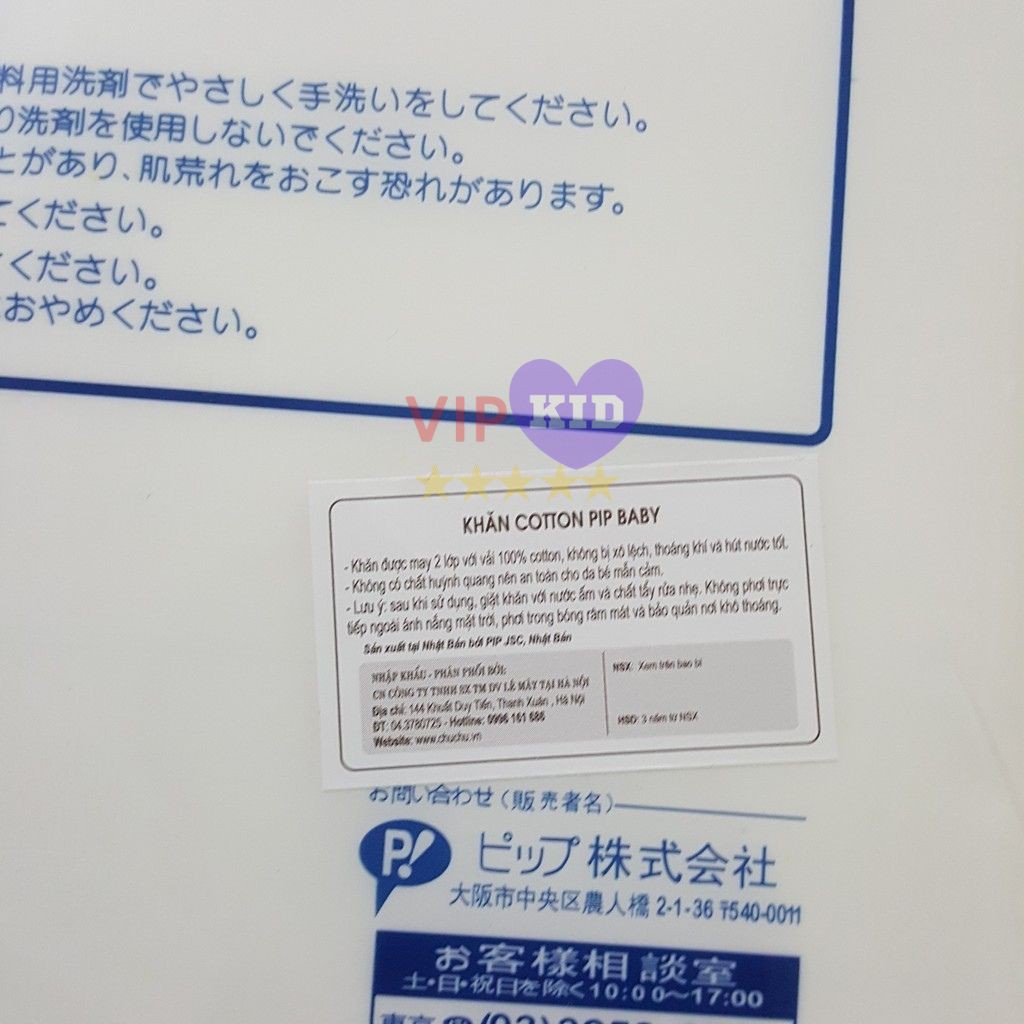 料用洗剤でやさしく手洗いをしてください。
り洗剤を使用しないでください。
とがあり、肌荒れをおこす恐れがあります。
てください。
ください。
おやめください。
VIP KID
KHĂN COTTON PIP BABY
- Khăn được may 2 lớp với vải 100% cotton, không bị xô lệch, thoáng khí và hút nước tốt.
- Không có chất huỳnh quang nên an toàn cho da bé mẫn cảm.
- Lưu ý: sau khi sử dụng, giặt khăn với nước ấm và chất tẩy rửa nhẹ. Không phơi trực
tiếp ngoài ánh nắng mặt trời, phơi trong bóng râm mát và bảo quản nơi khô thoáng.
Sản xuất tại Nhật Bản bởi PIP JSC, Nhật Bản
NHẬP KHẨU - PHÂN PHỐI BỞI:
CN CÔNG TY TNHH SX TM DV LÊ MÂY TẠI HÀ NỘI
Địa chỉ: 144 Khuất Duy Tiến, Thanh Xuân , Hà Nội
ĐT: 04.3780725 - Hotline: 0996 161 686
Website: www.chuchu.vn
NSX: Xem trên bao bì
HSD: 3 năm từ NSX
お問い合わせ(販売者名)
P!
ピップ株式会社
大阪市中央区農人橋 2-1-36 〒540-0011
お客様相談室
土・日・祝日を除く10:00〜17:00
東京